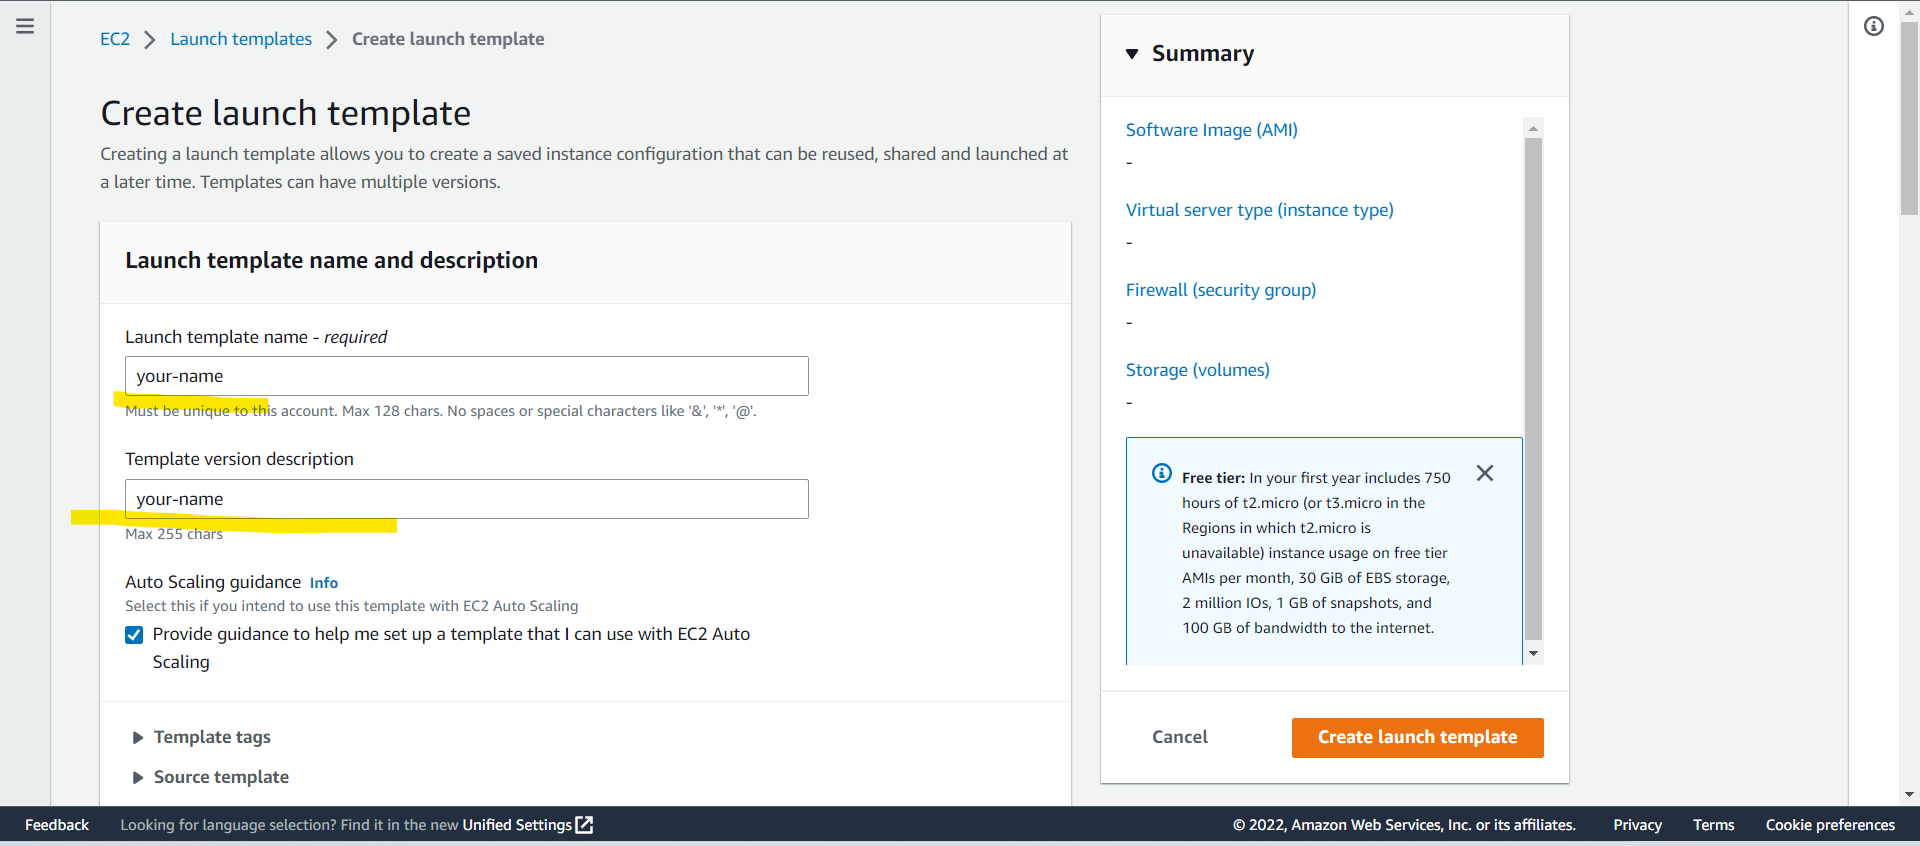 EC2 > Launch templates > Create launch template
Create launch template
Creating a launch template allows you to create a saved instance configuration that can be reused, shared and launched at
a later time. Templates can have multiple versions.
Launch template name and description
Launch template name - required
your-name
Must be unique to this account. Max 128 chars. No spaces or special characters like '&', '*', '@'.
Template version description
your-name
Max 255 chars
Auto Scaling guidance Info
Select this if you intend to use this template with EC2 Auto Scaling
Provide guidance to help me set up a template that I can use with EC2 Auto
Scaling
Template tags
Source template
Summary
Software Image (AMI)
-
Virtual server type (instance type)
-
Firewall (security group)
-
Storage (volumes)
-
Free tier: In your first year includes 750
hours of t2.micro (or t3.micro in the
Regions in which t2.micro is
unavailable) instance usage on free tier
AMIs per month, 30 GiB of EBS storage,
2 million IOs, 1 GB of snapshots, and
100 GB of bandwidth to the internet.
Cancel
Create launch template
Feedback
Looking for language selection? Find it in the new Unified Settings
© 2022, Amazon Web Services, Inc. or its affiliates.
Privacy
Terms
Cookie preferences